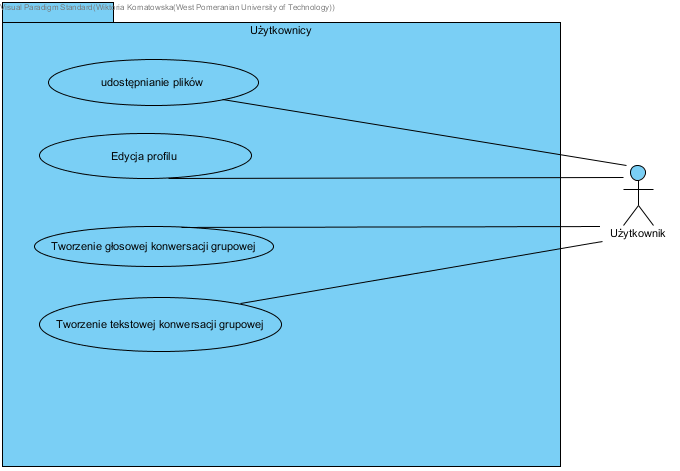 Visual Paradigm Standard(Wiktoria Kornatowska(West Pomeranian University of Technology))
Użytkownicy
udostępnianie plików
Edycja profilu
Tworzenie głosowej konwersacji grupowej
Użytkownik
Tworzenie tekstowej konwersacji grupowej